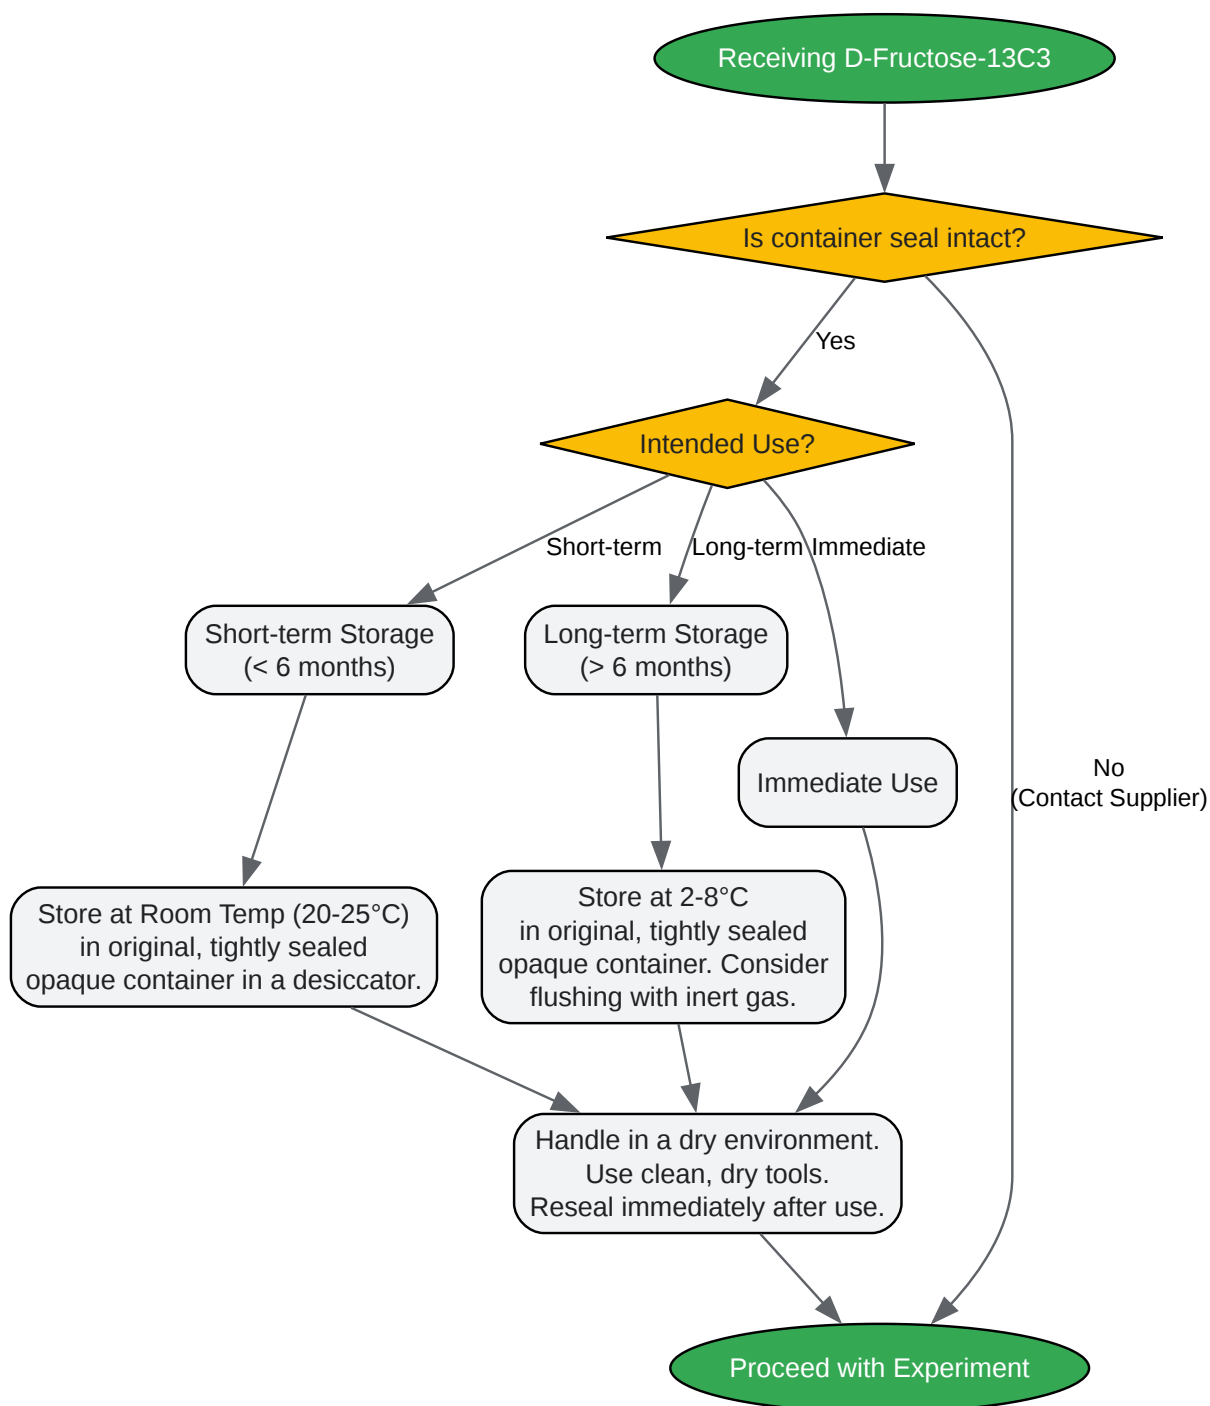 Receiving D-Fructose-13C3
Is container seal intact?
Yes
Intended Use?
Short-term
Long-term
Immediate
Short-term Storage
(< 6 months)
Long-term Storage
(> 6 months)
Immediate Use
No
(Contact Supplier)
Store at Room Temp (20-25°C)
in original, tightly sealed
opaque container in a desiccator.
Store at 2-8°C
in original, tightly sealed
opaque container. Consider
flushing with inert gas.
Handle in a dry environment.
Use clean, dry tools.
Reseal immediately after use.
Proceed with Experiment